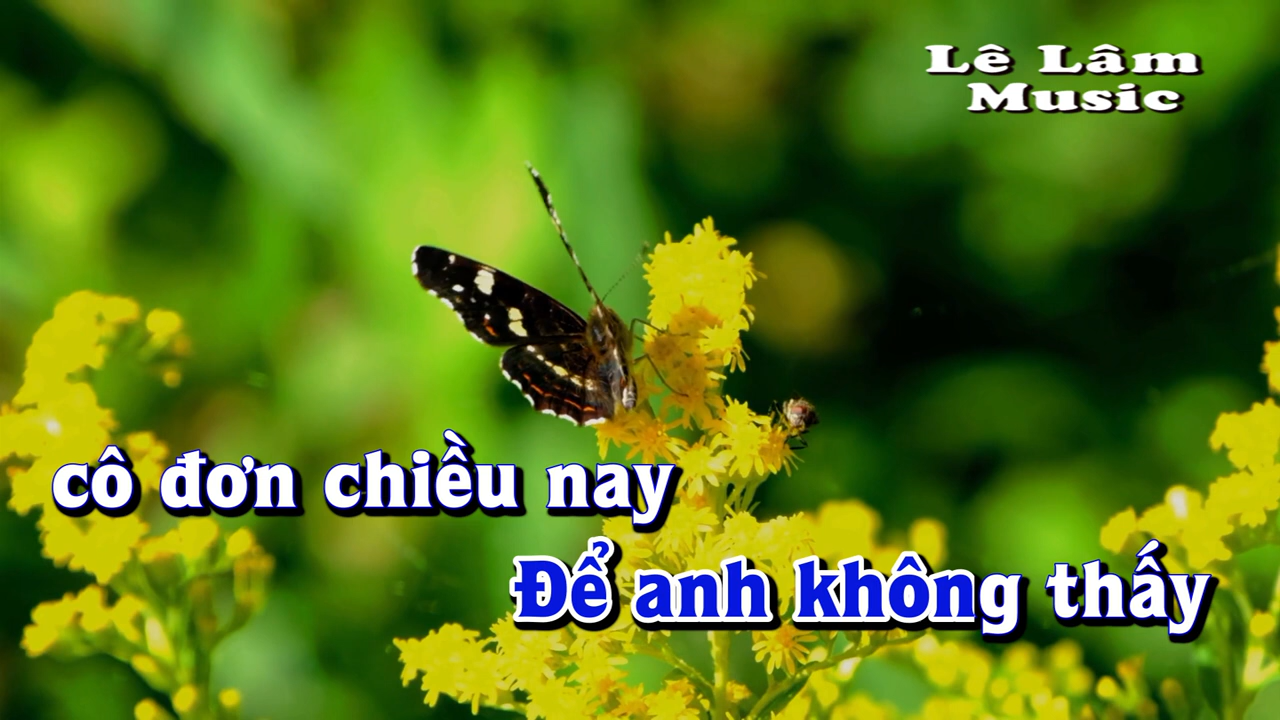 Lê Lâm
Music
cô đơn chiều nay
Để anh không thấy